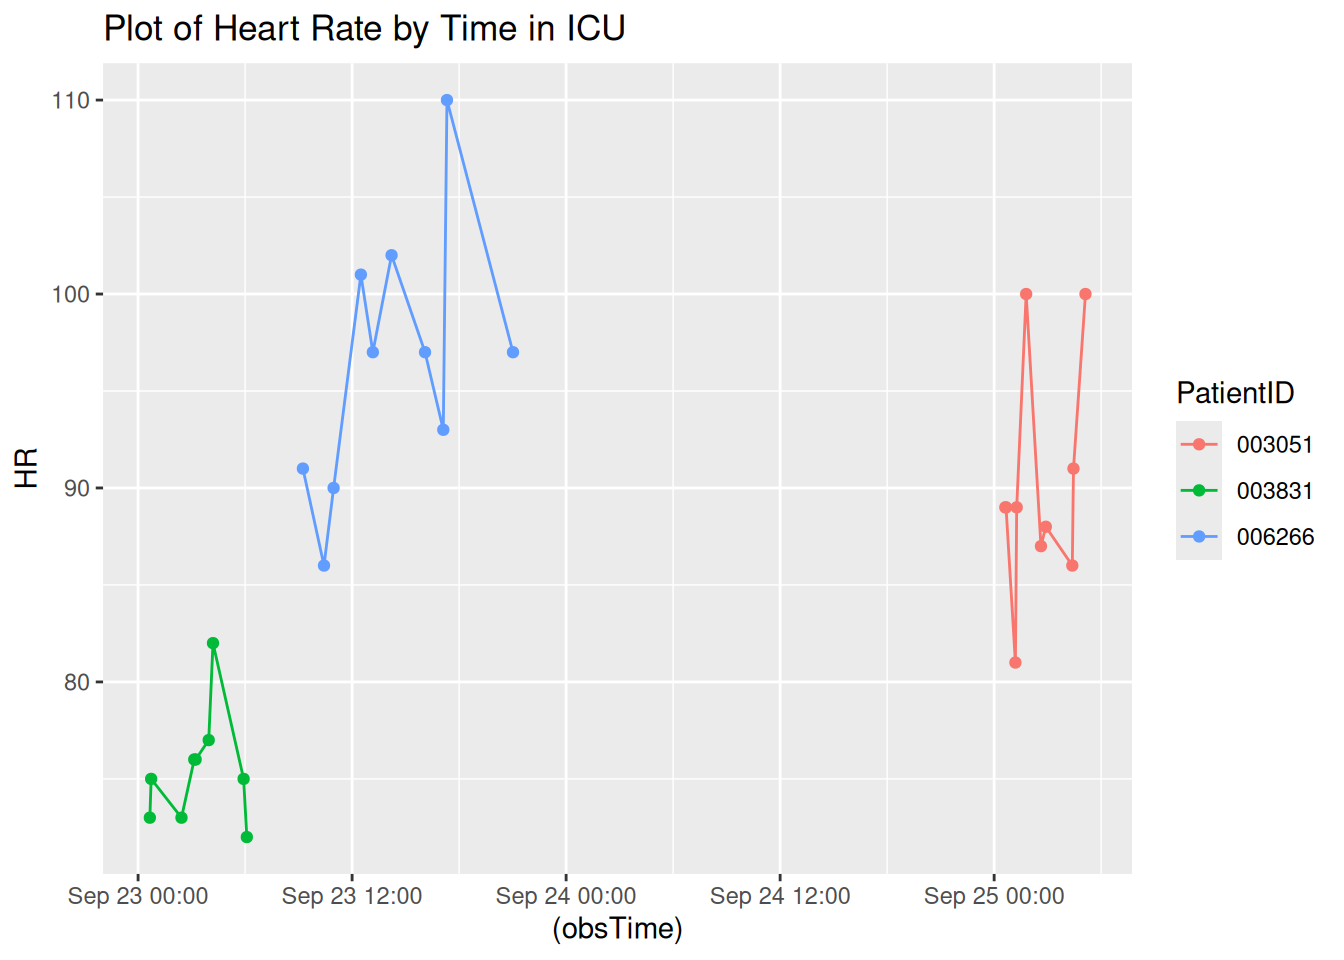 Plot of Heart Rate by Time in ICU
110
100
90
80
HR
Sep 23 00:00
Sep 23 12:00
Sep 24 00:00
Sep 24 12:00
Sep 25 00:00
(obsTime)
PatientID
003051
003831
006266